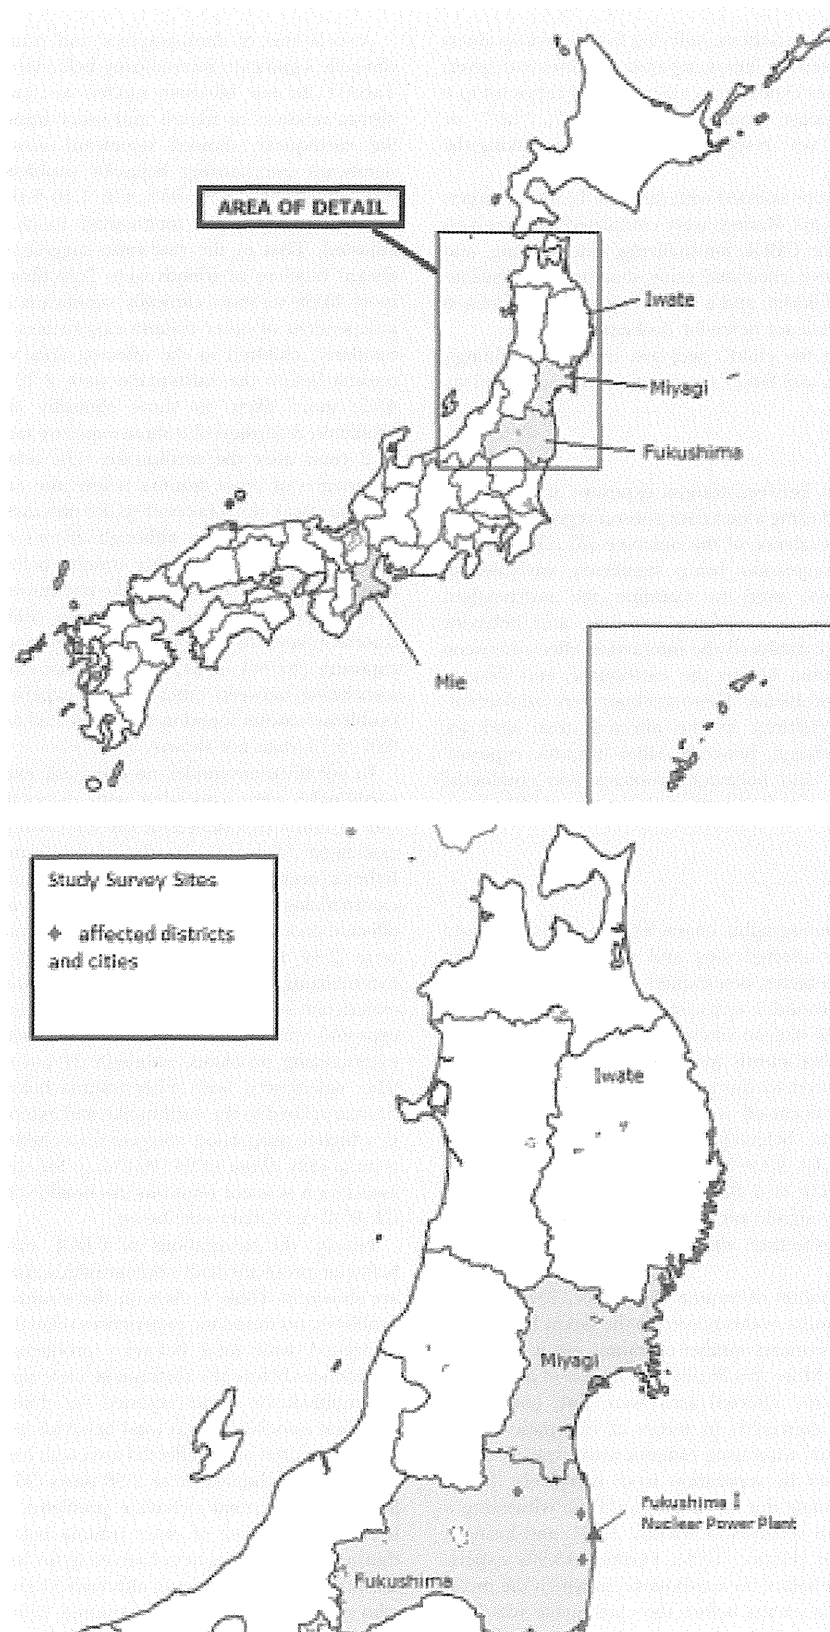 AREA OF DETAIL
Iwate
Miyagi
Fukushima
Mie
Study Survey Sites
+ affected districts
and cities
Iwate
Miyagi
Fukushima I
Nuclear Power Plant
Fukushima